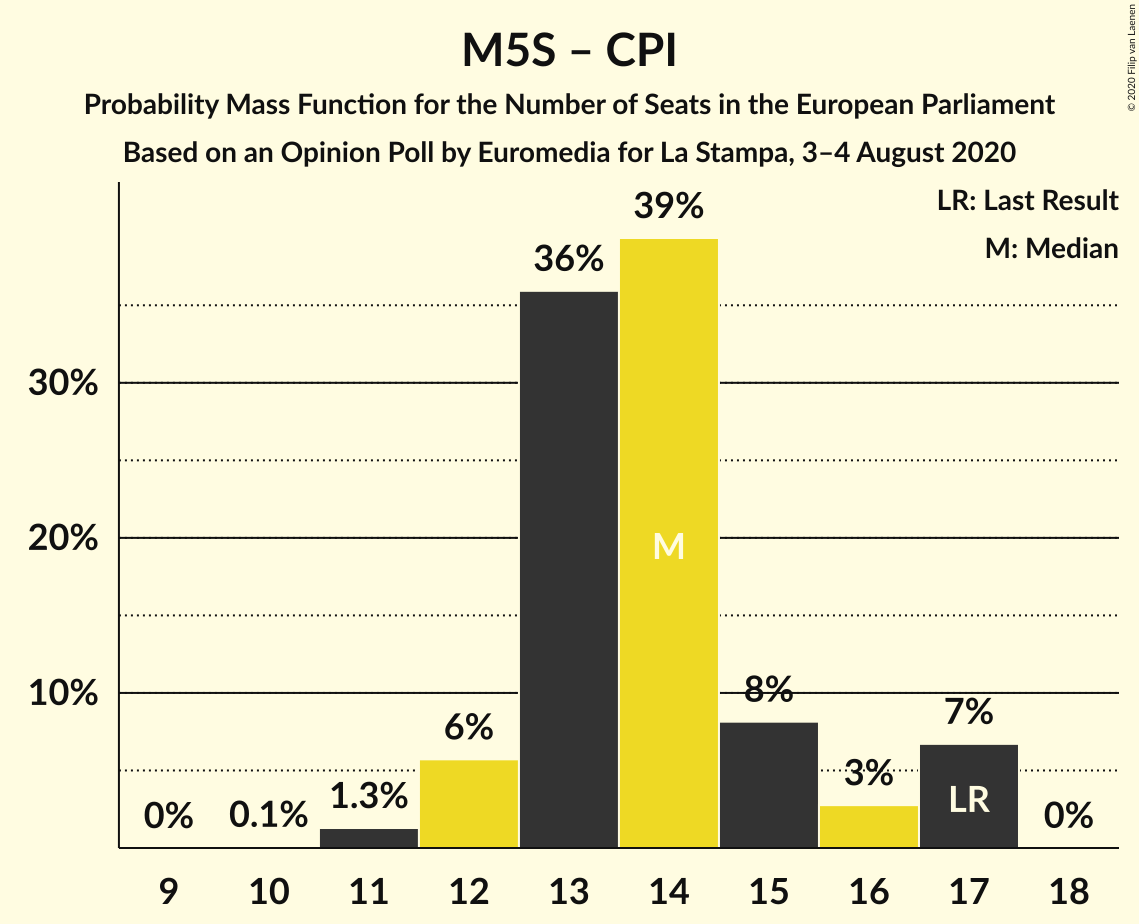 M5S – CPI
Probability Mass Function for the Number of Seats in the European Parliament
Based on an Opinion Poll by Euromedia for La Stampa, 3–4 August 2020
© 2020 Filip van Laenen
LR: Last Result
M: Median
39%
36%
30%
20%
10%
M
8%
7%
6%
3%
1.3%
0.1%
0%
LR
0%
9 10 11 12 13 14 15 16 17 18